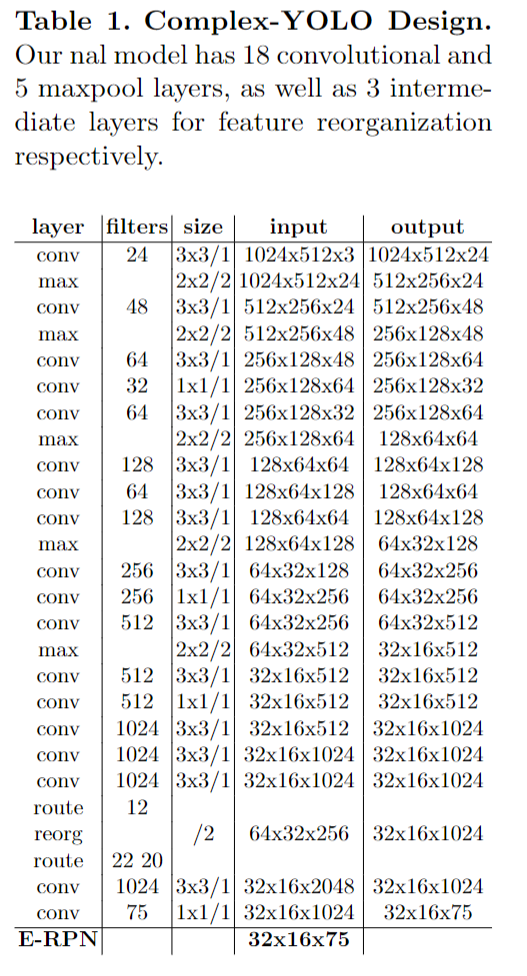 Table 1. Complex-YOLO Design.
Our nal model has 18 convolutional and
5 maxpool layers, as well as 3 interme-
diate layers for feature reorganization
respectively.
layer filters size input output
conv 24 3x3/1 1024x512x3 1024x512x24
max 2x2/2 1024x512x24 512x256x24
conv 48 3x3/1 512x256x24 512x256x48
max 2x2/2 512x256x48 256x128x48
conv 64 3x3/1 256x128x48 256x128x64
conv 32 1x1/1 256x128x64 256x128x32
conv 64 3x3/1 256x128x32 256x128x64
max 2x2/2 256x128x64 128x64x64
conv 128 3x3/1 128x64x64 128x64x128
conv 64 3x3/1 128x64x128 128x64x64
conv 128 3x3/1 128x64x64 128x64x128
max 2x2/2 128x64x128 64x32x128
conv 256 3x3/1 64x32x128 64x32x256
conv 256 1x1/1 64x32x256 64x32x256
conv 512 3x3/1 64x32x256 64x32x512
max 2x2/2 64x32x512 32x16x512
conv 512 3x3/1 32x16x512 32x16x512
conv 512 1x1/1 32x16x512 32x16x512
conv 1024 3x3/1 32x16x512 32x16x1024
conv 1024 3x3/1 32x16x1024 32x16x1024
conv 1024 3x3/1 32x16x1024 32x16x1024
route 12
reorg /2 64x32x256 32x16x1024
route 22 20
conv 1024 3x3/1 32x16x2048 32x16x1024
conv 75 1x1/1 32x16x1024 32x16x75
E-RPN 32x16x75